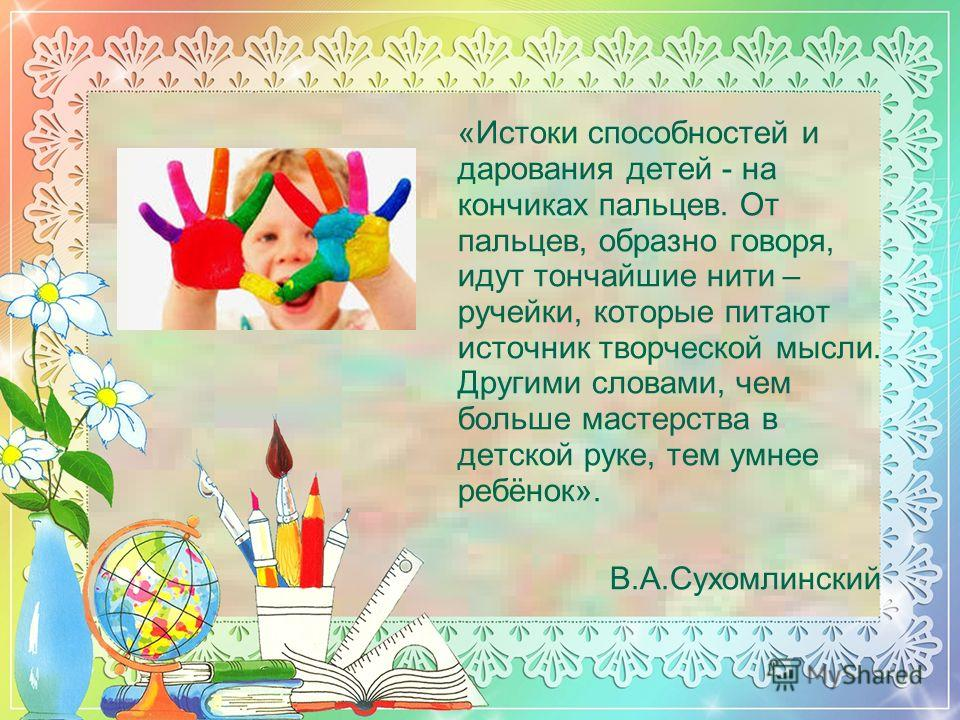 «Истоки способностей и
дарования детей - на
кончиках пальцев. От
пальцев, образно говоря,
идут тончайшие нити –
ручейки, которые питают
источник творческой мысли.
Другими словами, чем
больше мастерства в
детской руке, тем умнее
ребёнок».
В.А.Сухомлинский
MyShared